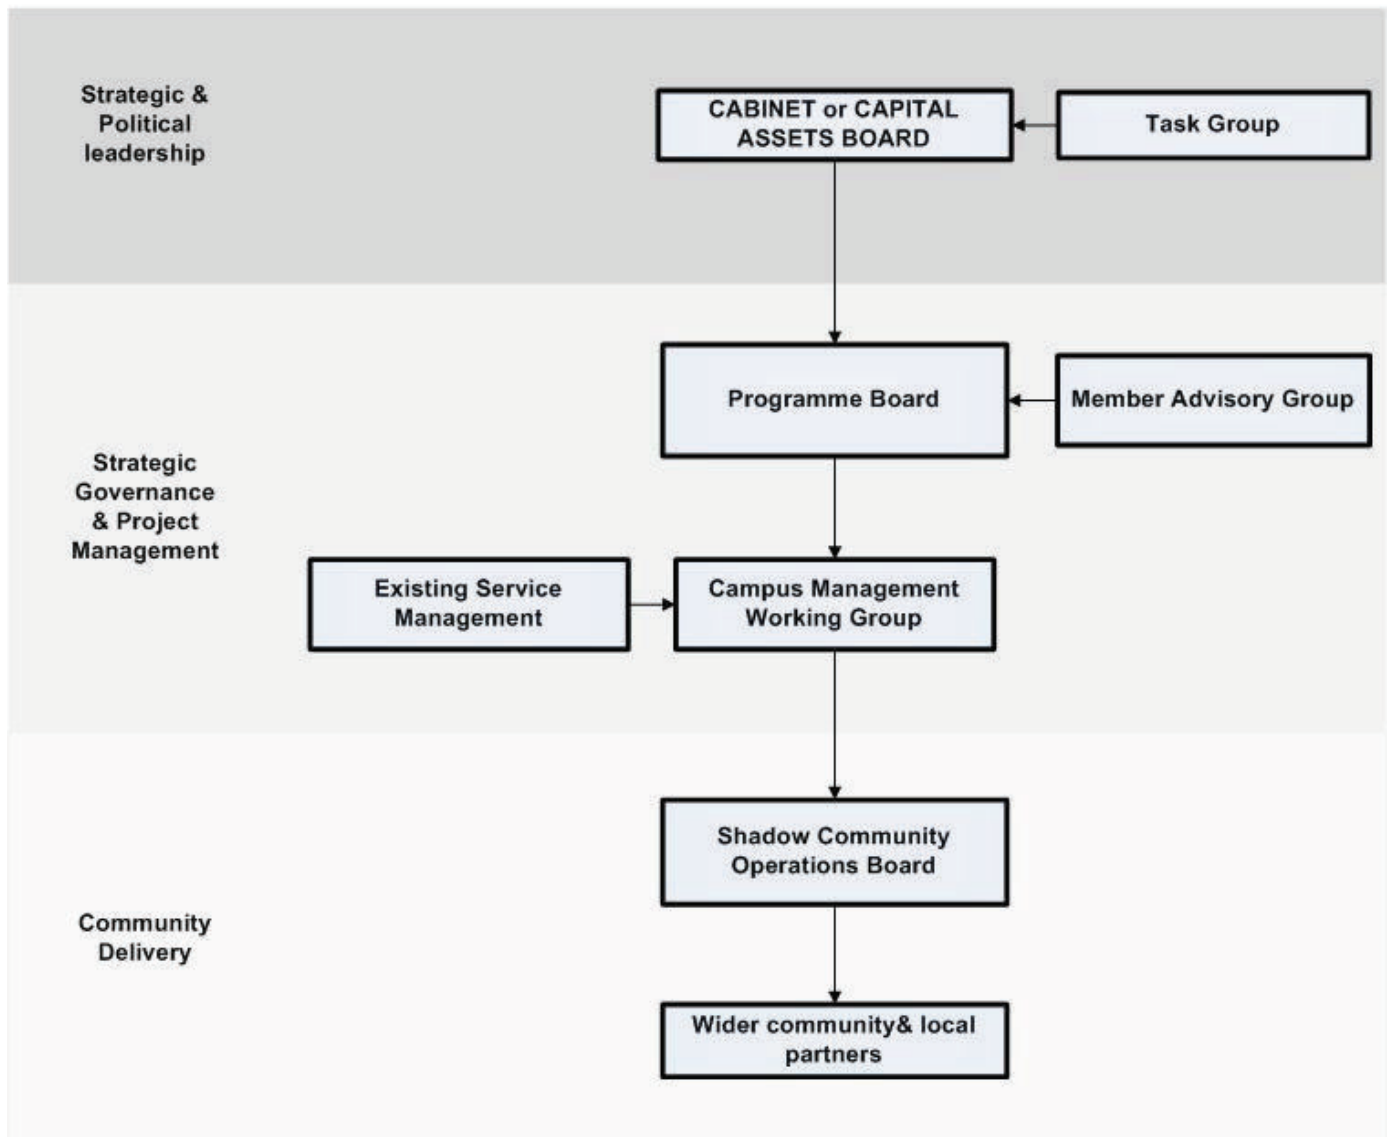 Strategic &
Political
leadership
CABINET or CAPITAL
ASSETS BOARD
Task Group
Programme Board
Member Advisory Group
Strategic
Governance
& Project
Management
Existing Service
Management
Campus Management
Working Group
Shadow Community
Operations Board
Community
Delivery
Wider community& local
partners